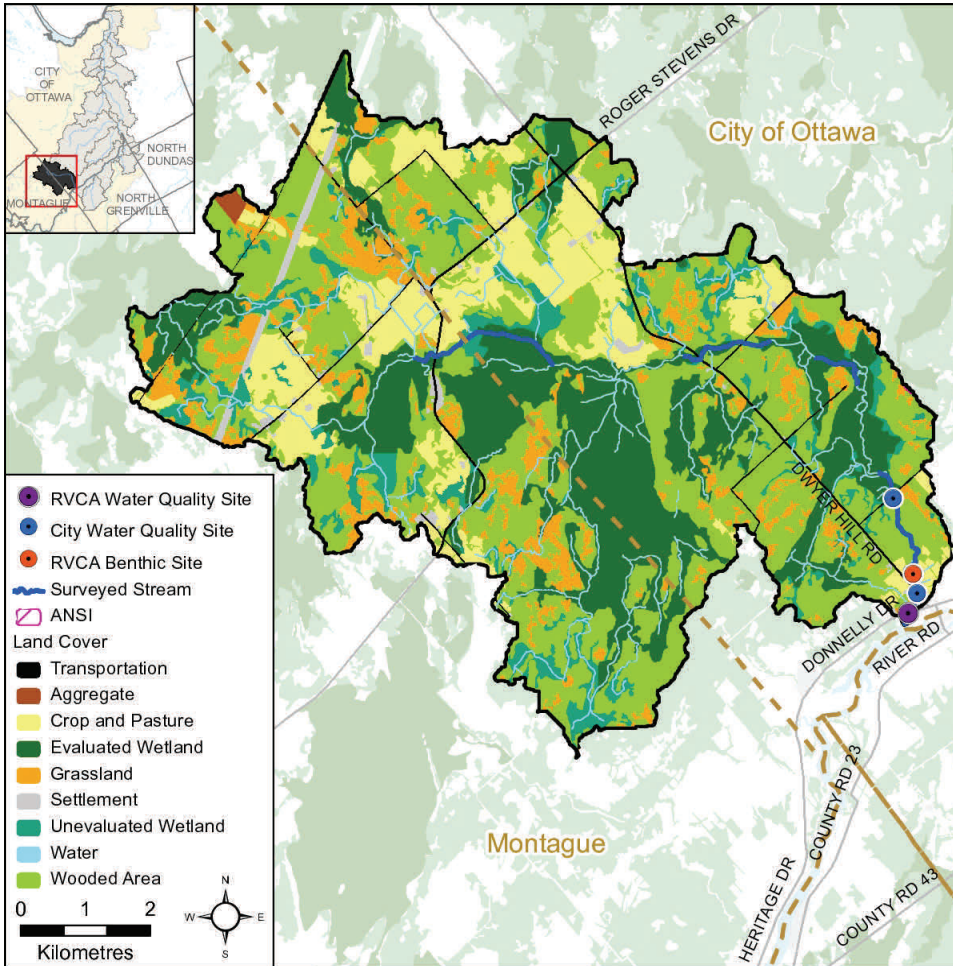 CITY
OF
OTTAWA
NORTH
DUNDAS
MONTAGUE
NORTH
GRENVILLE
ROGER STEVENS DR
City of Ottawa
DWYER HILL RD
DONNELLY DR
RIVER RD
COUNTY RD 23
HERITAGE DR
COUNTY RD 43
Montague
RVCA Water Quality Site
City Water Quality Site
RVCA Benthic Site
Surveyed Stream
ANSI
Land Cover
Transportation
Aggregate
Crop and Pasture
Evaluated Wetland
Grassland
Settlement
Unevaluated Wetland
Water
Wooded Area
0 1 2
Kilometres
N
W E
S